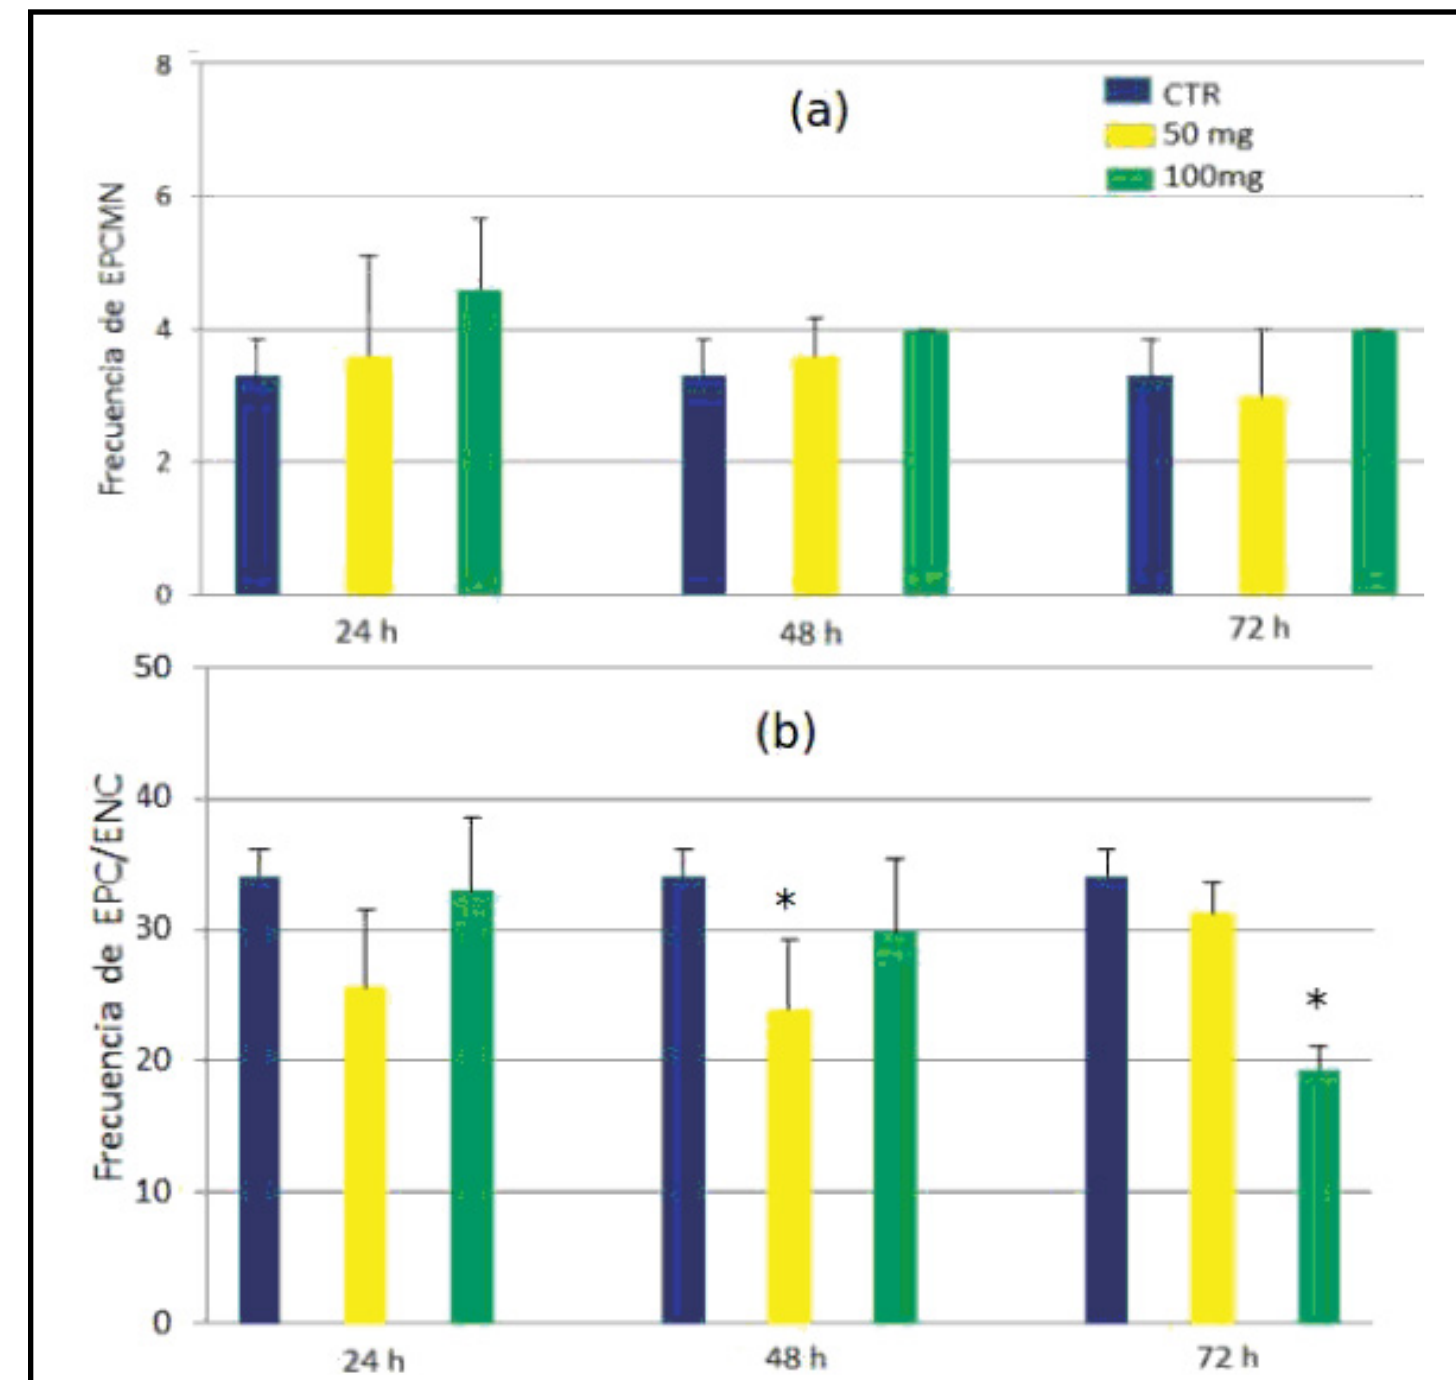 8
(a)
CTR
50 mg
100mg
6
4
2
0
Frecuencia de EPCMN
24 h
48 h
72 h
50
(b)
40
30
20
10
0
Frecuencia de EPC/ENC
*
*
24 h
48 h
72 h